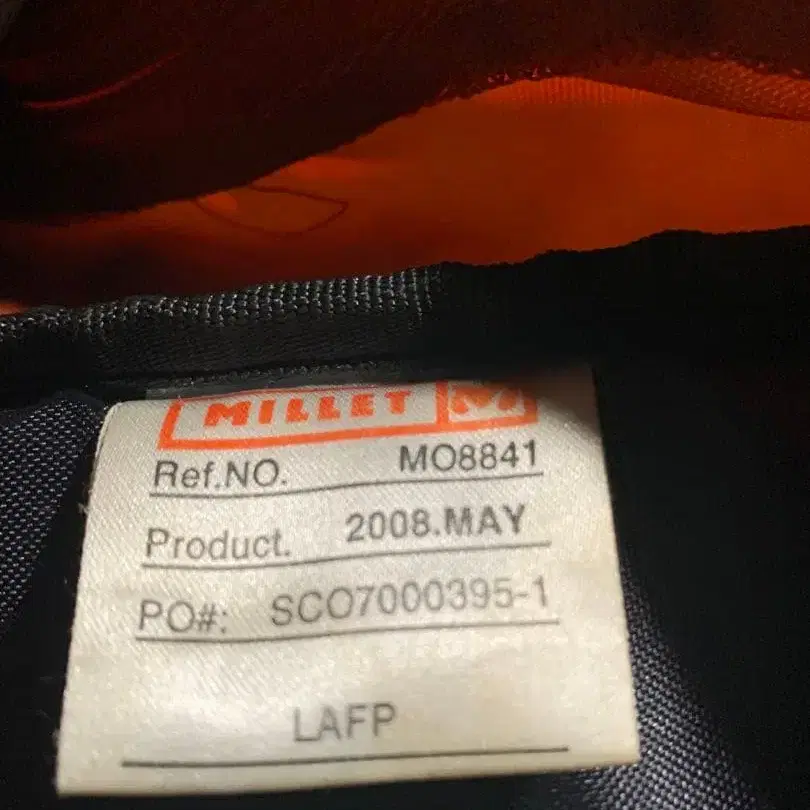 MILLET M
Ref.NO. MO8841
Product. 2008.MAY
PO#: SCO7000395-1
LAFP